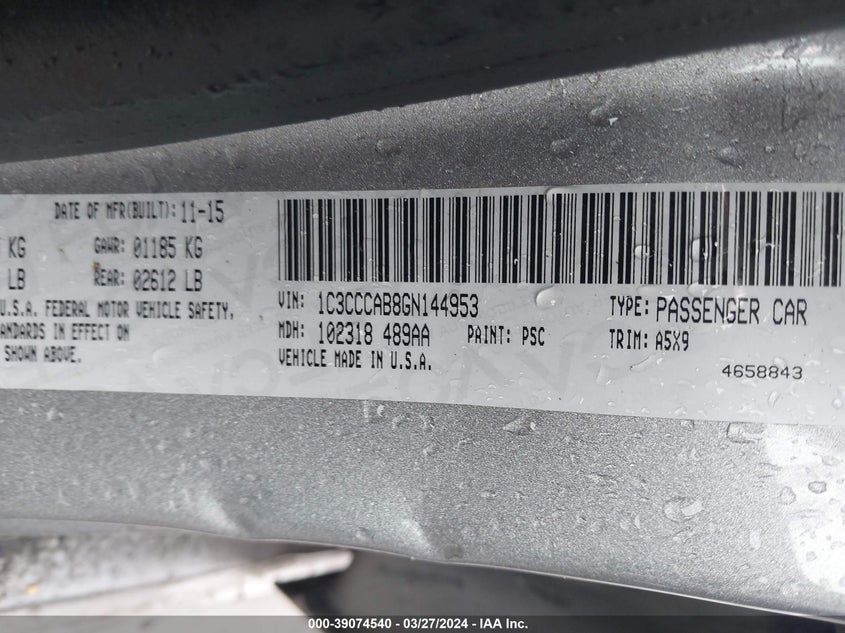 DATE OF MFR(BUILT): 11-15
KG GAWR: 01185 KG
LB REAR: 02612 LB
U.S.A. FEDERAL MOTOR VEHICLE SAFETY,
STANDARDS IN EFFECT ON
SHOWN ABOVE.
VIN: 1C3CCCAB8GN144953 TYPE: PASSENGER CAR
MDH: 102318 489AA PAINT: PSC TRIM: A5X9
VEHICLE MADE IN U.S.A.
4658843
000-39074540 - 03/27/2024 - IAA Inc.